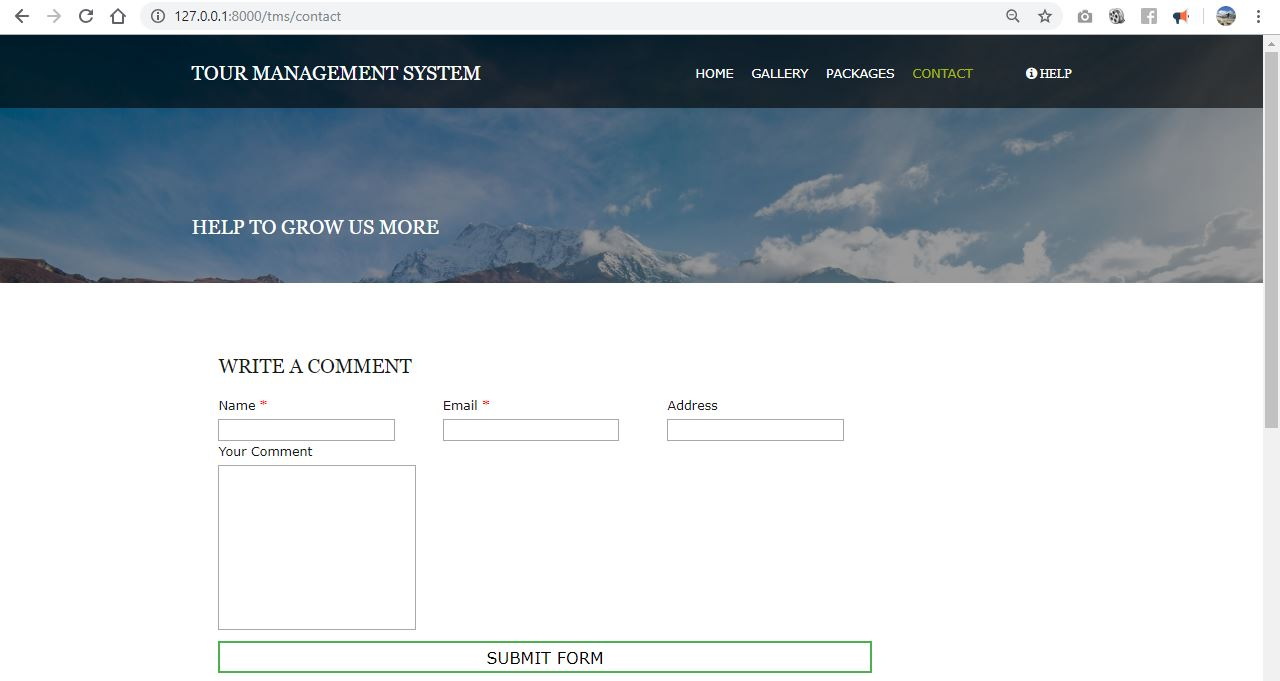 127.0.0.1:8000/tms/contact
TOUR MANAGEMENT SYSTEM HOME GALLERY PACKAGES CONTACT HELP
HELP TO GROW US MORE
WRITE A COMMENT
Name * Email * Address
Your Comment
SUBMIT FORM